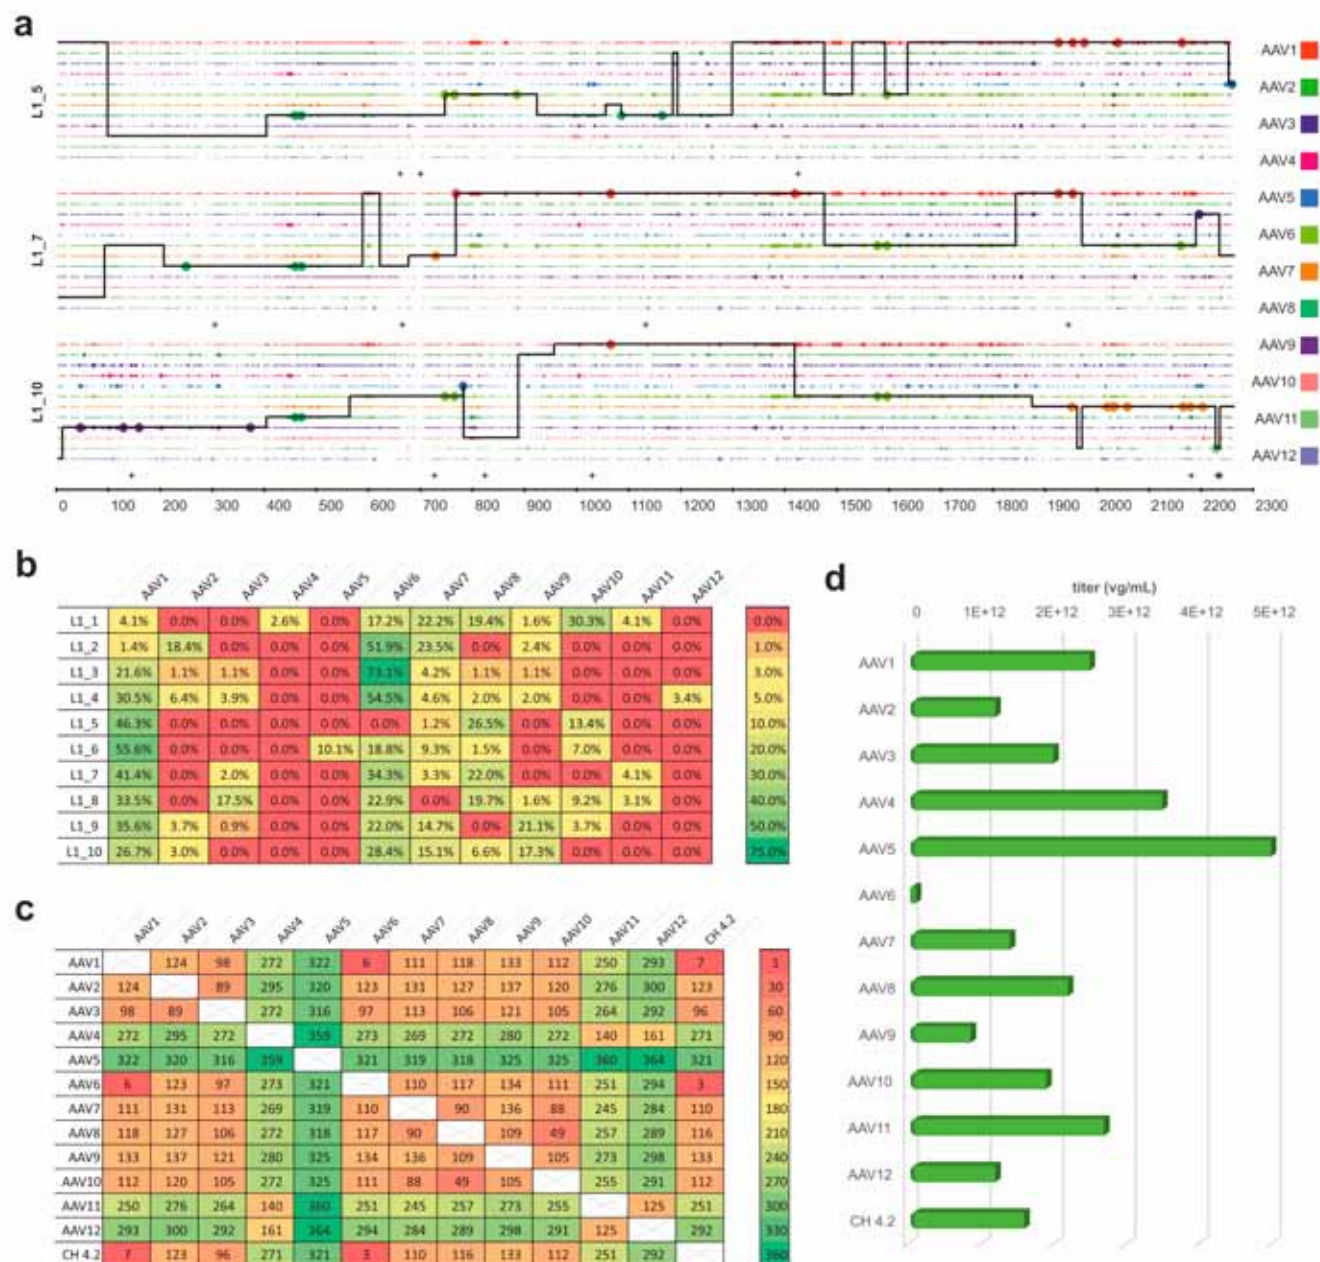 a
L1_5
L1_7
L1_10
AAV1
AAV2
AAV3
AAV4
AAV5
AAV6
AAV7
AAV8
AAV9
AAV10
AAV11
AAV12
0 100 200 300 400 500 600 700 800 900 1000 1100 1200 1300 1400 1500 1600 1700 1800 1900 2000 2100 2200 2300
b
AAV1 AAV2 AAV3 AAV4 AAV5 AAV6 AAV7 AAV8 AAV9 AAV10 AAV11 AAV12
L1_1 4.1% 0.0% 0.0% 2.6% 0.0% 17.2% 22.2% 19.4% 1.6% 30.3% 4.1% 0.0% 0.0%
L1_2 1.4% 18.4% 0.0% 0.0% 0.0% 51.9% 23.5% 0.0% 2.4% 0.0% 0.0% 0.0% 1.0%
L1_3 21.6% 1.1% 1.1% 0.0% 0.0% 73.1% 4.2% 1.1% 1.1% 0.0% 0.0% 0.0% 3.0%
L1_4 30.5% 6.4% 3.9% 0.0% 0.0% 54.5% 4.6% 2.0% 2.0% 0.0% 0.0% 3.4% 5.0%
L1_5 46.3% 0.0% 0.0% 0.0% 0.0% 0.0% 1.2% 26.5% 0.0% 13.4% 0.0% 0.0% 10.0%
L1_6 55.6% 0.0% 0.0% 0.0% 10.1% 18.8% 9.3% 1.5% 0.0% 7.0% 0.0% 0.0% 20.0%
L1_7 41.4% 0.0% 2.0% 0.0% 0.0% 34.3% 3.3% 22.0% 0.0% 0.0% 4.1% 0.0% 30.0%
L1_8 33.5% 0.0% 17.5% 0.0% 0.0% 22.9% 0.0% 19.7% 1.6% 9.2% 3.1% 0.0% 40.0%
L1_9 35.6% 3.7% 0.9% 0.0% 0.0% 22.0% 14.7% 0.0% 21.1% 3.7% 0.0% 0.0% 50.0%
L1_10 26.7% 3.0% 0.0% 0.0% 0.0% 28.4% 15.1% 6.6% 17.3% 0.0% 0.0% 0.0% 75.0%
c
AAV1 AAV2 AAV3 AAV4 AAV5 AAV6 AAV7 AAV8 AAV9 AAV10 AAV11 AAV12 CH 4.2
AAV1 124 98 272 322 6 111 118 133 112 250 293 7 1
AAV2 124 89 295 320 123 131 127 137 120 276 300 123 30
AAV3 98 89 272 316 97 113 106 121 105 264 292 96 60
AAV4 272 295 272 359 273 269 272 280 272 140 161 271 90
AAV5 322 320 316 359 321 319 318 325 325 360 364 321 120
AAV6 6 123 97 273 321 110 117 134 111 251 294 3 150
AAV7 111 131 113 269 319 110 90 136 88 245 284 110 180
AAV8 118 127 106 272 318 117 90 109 49 257 289 116 210
AAV9 133 137 121 280 325 134 136 109 105 273 298 133 240
AAV10 112 120 105 272 325 111 88 49 105 255 291 112 270
AAV11 250 276 264 140 360 251 245 257 273 255 125 251 300
AAV12 293 300 292 161 364 294 284 289 298 291 125 292 330
CH 4.2 7 123 96 271 321 3 110 116 133 112 251 292 360
d
titer (vg/mL)
0 1E+12 2E+12 3E+12 4E+12 5E+12
AAV1
AAV2
AAV3
AAV4
AAV5
AAV6
AAV7
AAV8
AAV9
AAV10
AAV11
AAV12
CH 4.2